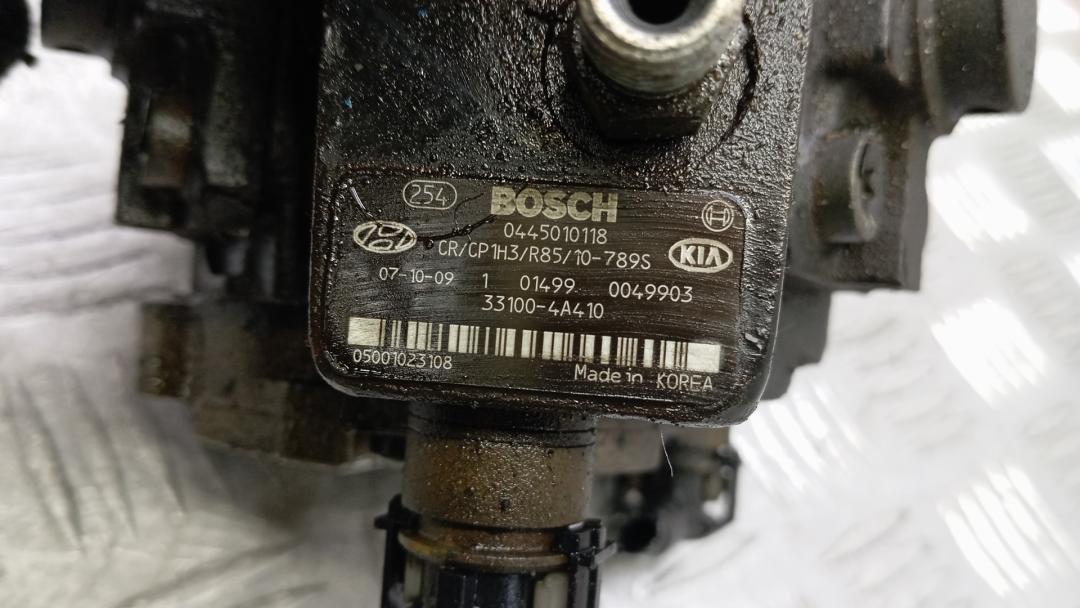 254 BOSCH
0445010118
CR/CP1H3/R85/10-789S KIA
07-10-09 1 01499 0049903
33100-4A410
05001023108 Made in KOREA